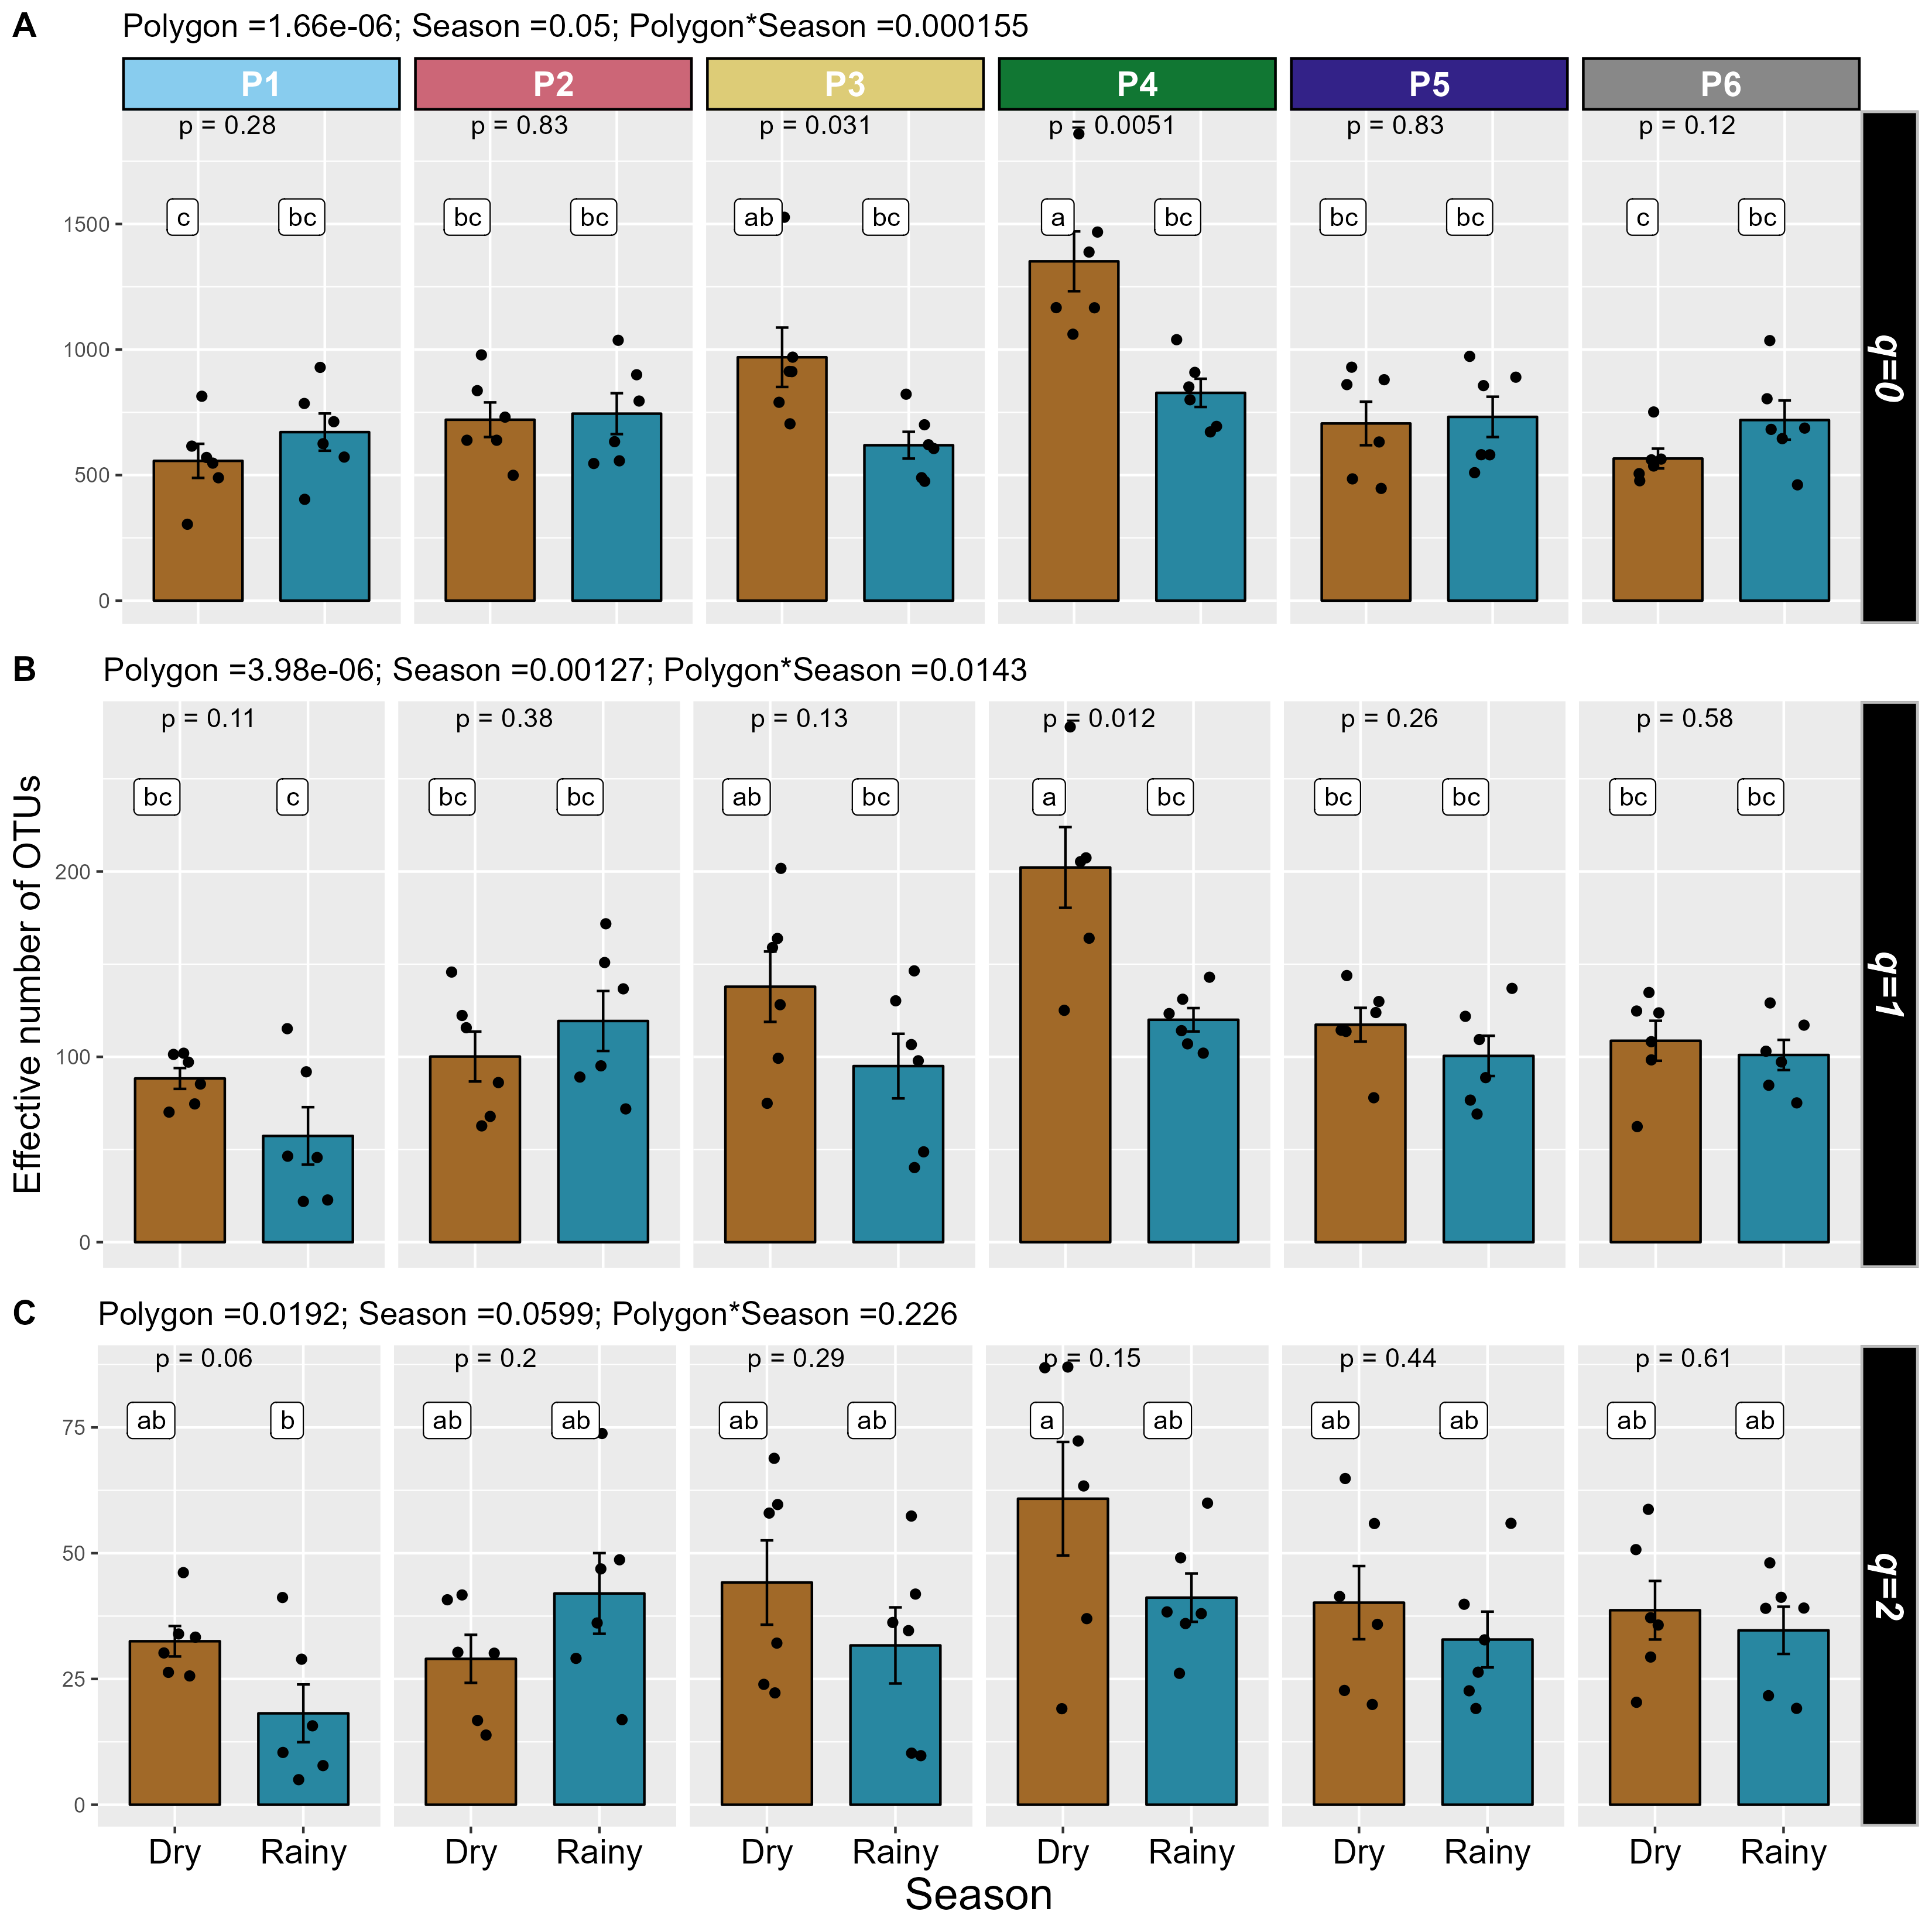 A Polygon =1.66e-06; Season =0.05; Polygon*Season =0.000155
P1 P2 P3 P4 P5 P6
p = 0.28 p = 0.83 p = 0.031 p = 0.0051 p = 0.83 p = 0.12
c bc bc bc ab bc a bc bc bc c bc
1500
1000
500
0
q=0
B Polygon =3.98e-06; Season =0.00127; Polygon*Season =0.0143
p = 0.11 p = 0.38 p = 0.13 p = 0.012 p = 0.26 p = 0.58
bc c bc bc ab bc a bc bc bc bc bc
200
100
0
Effective number of OTUs
q=1
C Polygon =0.0192; Season =0.0599; Polygon*Season =0.226
p = 0.06 p = 0.2 p = 0.29 p = 0.15 p = 0.44 p = 0.61
ab b ab ab ab ab a ab ab ab ab ab
75
50
25
0
q=2
Dry Rainy Dry Rainy Dry Rainy Dry Rainy Dry Rainy Dry Rainy
Season